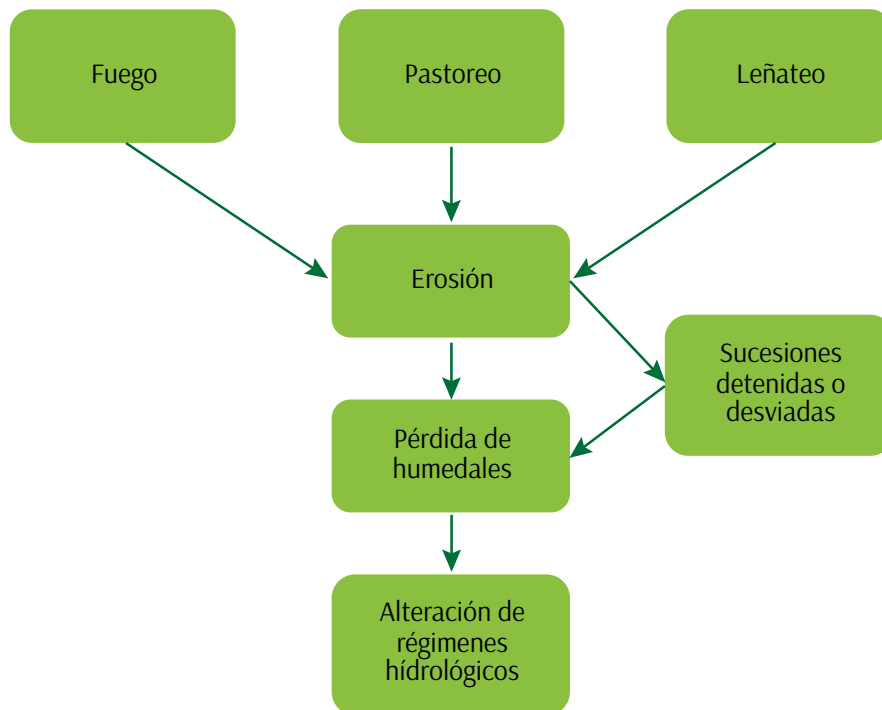 Fuego
Pastoreo
Leñateo
Erosión
Sucesiones
detenidas o
desviadas
Pérdida de
humedales
Alteración de
régimenes
hídrológicos